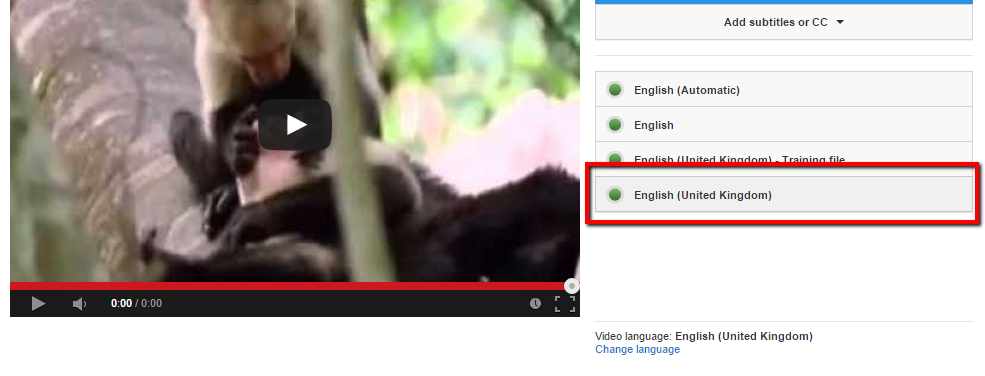 Add subtitles or CC
English (Automatic)
English
English (United Kingdom) - Training file
English (United Kingdom)
0:00 / 0:00
Video language: English (United Kingdom)
Change language